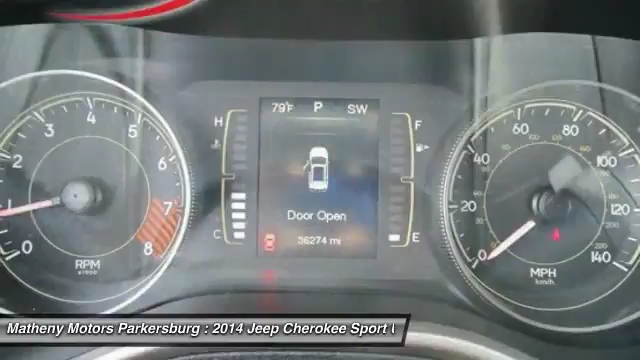 79°F P SW
H
F
C
E
Door Open
36274 mi
0
2
3
4
5
6
7
8
RPM
x1000
0
20
40
60
80
100
120
140
MPH
km/h
Matheny Motors Parkersburg : 2014 Jeep Cherokee Sport